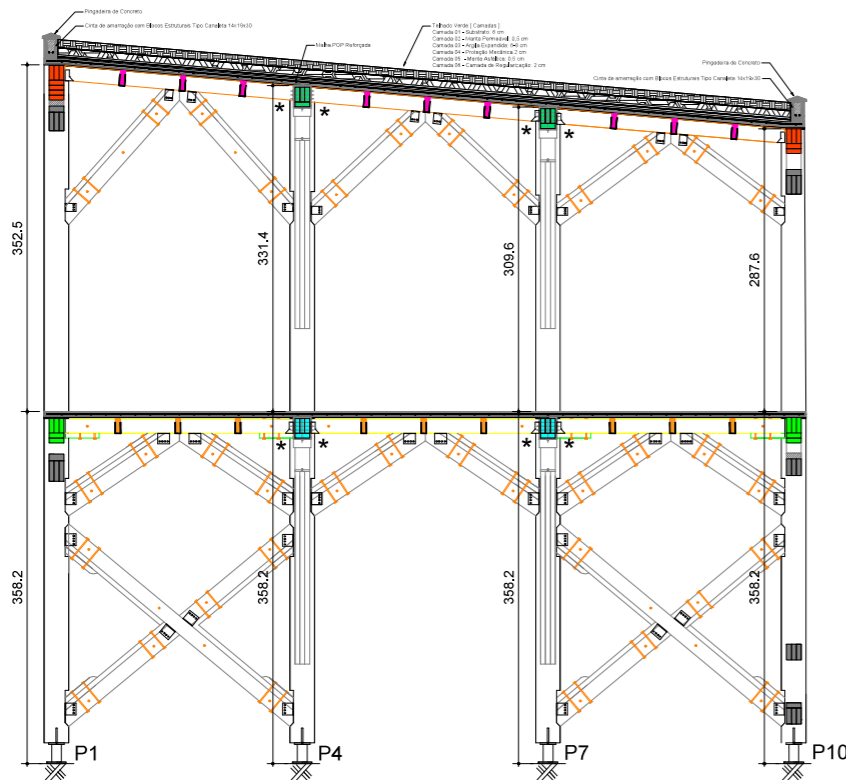 Pingadeira de Concreto
Cinta de amarração com Blocos Estruturais Tipo Canaleta 14x19x30
Malha POP Reforçada
Telhado Verde ( Camadas )
Camada 01 - Substrato: 8 cm
Camada 02 - Manta Permeável: 0,5 cm
Camada 03 - Argila Expandida: 6-8 cm
Camada 04 - Proteção Mecânica 2 cm
Camada 05 - Manta Asfáltica: 0,5 cm
Camada 06 - Camada de Regularização: 2 cm
Pingadeira de Concreto
Cinta de amarração com Blocos Estruturais Tipo Canaleta 14x19x30
* * * *
352.5
331.4
309.6
287.6
* * * *
358.2
358.2
358.2
358.2
P1
P4
P7
P10